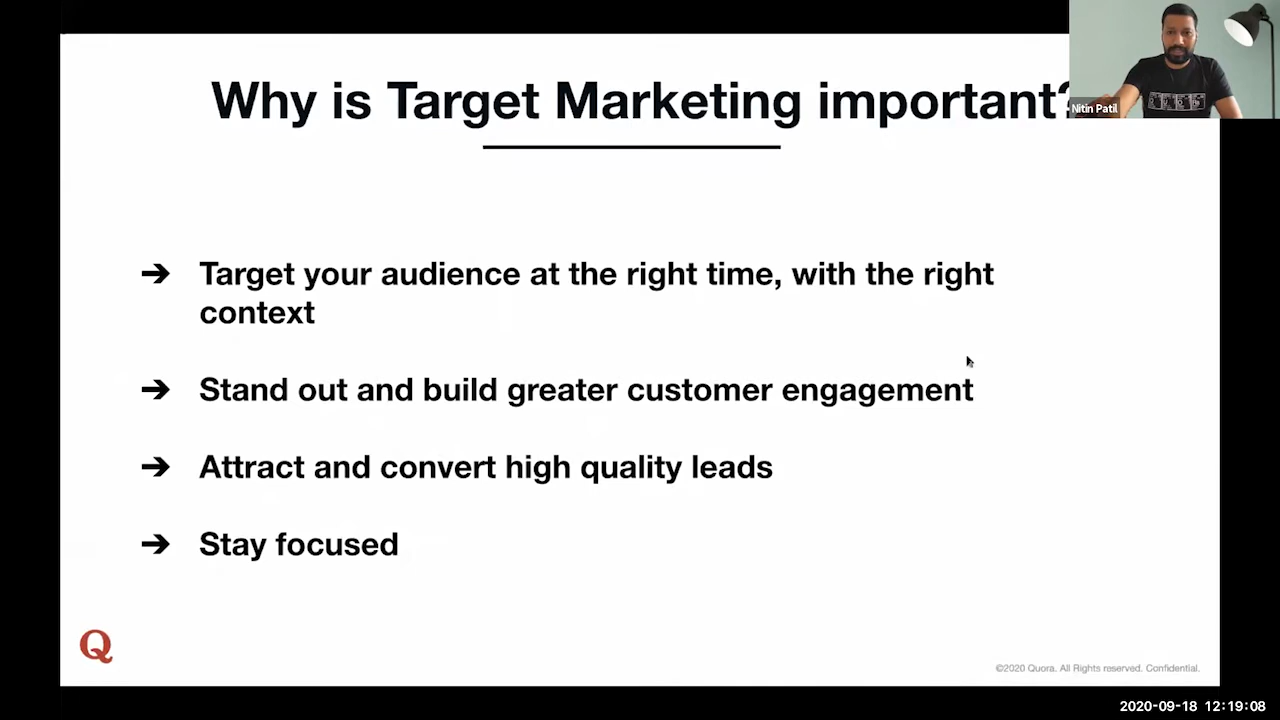 Why is Target Marketing important?
Nitin Patil
➔ Target your audience at the right time, with the right
context
➔ Stand out and build greater customer engagement
➔ Attract and convert high quality leads
➔ Stay focused
Q
©2020 Quora. All Rights reserved. Confidential.
2020-09-18 12:19:08